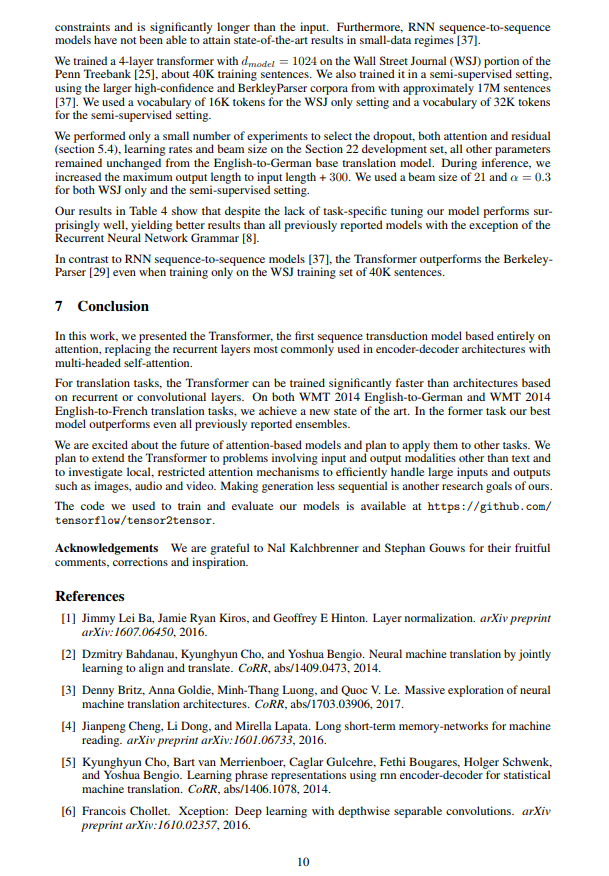 constraints and is significantly longer than the input. Furthermore, RNN sequence-to-sequence
models have not been able to attain state-of-the-art results in small-data regimes [37].
We trained a 4-layer transformer with d_model = 1024 on the Wall Street Journal (WSJ) portion of the
Penn Treebank [25], about 40K training sentences. We also trained it in a semi-supervised setting,
using the larger high-confidence and BerkleyParser corpora from with approximately 17M sentences
[37]. We used a vocabulary of 16K tokens for the WSJ only setting and a vocabulary of 32K tokens
for the semi-supervised setting.
We performed only a small number of experiments to select the dropout, both attention and residual
(section 5.4), learning rates and beam size on the Section 22 development set, all other parameters
remained unchanged from the English-to-German base translation model. During inference, we
increased the maximum output length to input length + 300. We used a beam size of 21 and α = 0.3
for both WSJ only and the semi-supervised setting.
Our results in Table 4 show that despite the lack of task-specific tuning our model performs sur-
prisingly well, yielding better results than all previously reported models with the exception of the
Recurrent Neural Network Grammar [8].
In contrast to RNN sequence-to-sequence models [37], the Transformer outperforms the Berkeley-
Parser [29] even when training only on the WSJ training set of 40K sentences.
7 Conclusion
In this work, we presented the Transformer, the first sequence transduction model based entirely on
attention, replacing the recurrent layers most commonly used in encoder-decoder architectures with
multi-headed self-attention.
For translation tasks, the Transformer can be trained significantly faster than architectures based
on recurrent or convolutional layers. On both WMT 2014 English-to-German and WMT 2014
English-to-French translation tasks, we achieve a new state of the art. In the former task our best
model outperforms even all previously reported ensembles.
We are excited about the future of attention-based models and plan to apply them to other tasks. We
plan to extend the Transformer to problems involving input and output modalities other than text and
to investigate local, restricted attention mechanisms to efficiently handle large inputs and outputs
such as images, audio and video. Making generation less sequential is another research goals of ours.
The code we used to train and evaluate our models is available at https://github.com/
tensorflow/tensor2tensor.
Acknowledgements We are grateful to Nal Kalchbrenner and Stephan Gouws for their fruitful
comments, corrections and inspiration.
References
[1] Jimmy Lei Ba, Jamie Ryan Kiros, and Geoffrey E Hinton. Layer normalization. arXiv preprint
arXiv:1607.06450, 2016.
[2] Dzmitry Bahdanau, Kyunghyun Cho, and Yoshua Bengio. Neural machine translation by jointly
learning to align and translate. CoRR, abs/1409.0473, 2014.
[3] Denny Britz, Anna Goldie, Minh-Thang Luong, and Quoc V. Le. Massive exploration of neural
machine translation architectures. CoRR, abs/1703.03906, 2017.
[4] Jianpeng Cheng, Li Dong, and Mirella Lapata. Long short-term memory-networks for machine
reading. arXiv preprint arXiv:1601.06733, 2016.
[5] Kyunghyun Cho, Bart van Merrienboer, Caglar Gulcehre, Fethi Bougares, Holger Schwenk,
and Yoshua Bengio. Learning phrase representations using rnn encoder-decoder for statistical
machine translation. CoRR, abs/1406.1078, 2014.
[6] Francois Chollet. Xception: Deep learning with depthwise separable convolutions. arXiv
preprint arXiv:1610.02357, 2016.
10